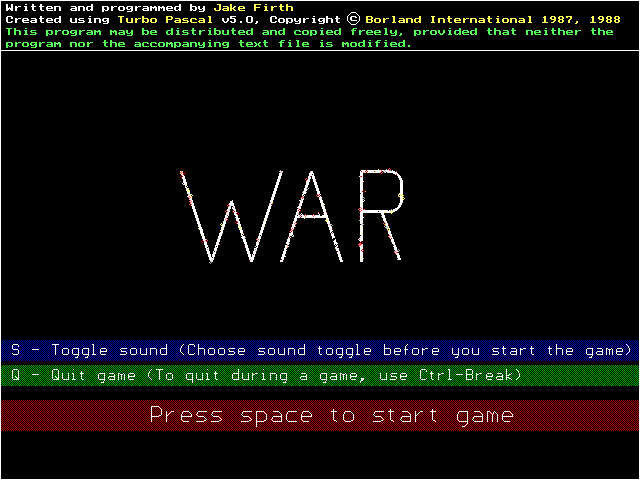 Written and programmed by Jake Firth
Created using Turbo Pascal v5.0, Copyright © Borland International 1987, 1988
This program may be distributed and copied freely, provided that neither the
program nor the accompanying text file is modified.
WAR
S - Toggle sound (Choose sound toggle before you start the game)
Q - Quit game (To quit during a game, use Ctrl-Break)
Press space to start game